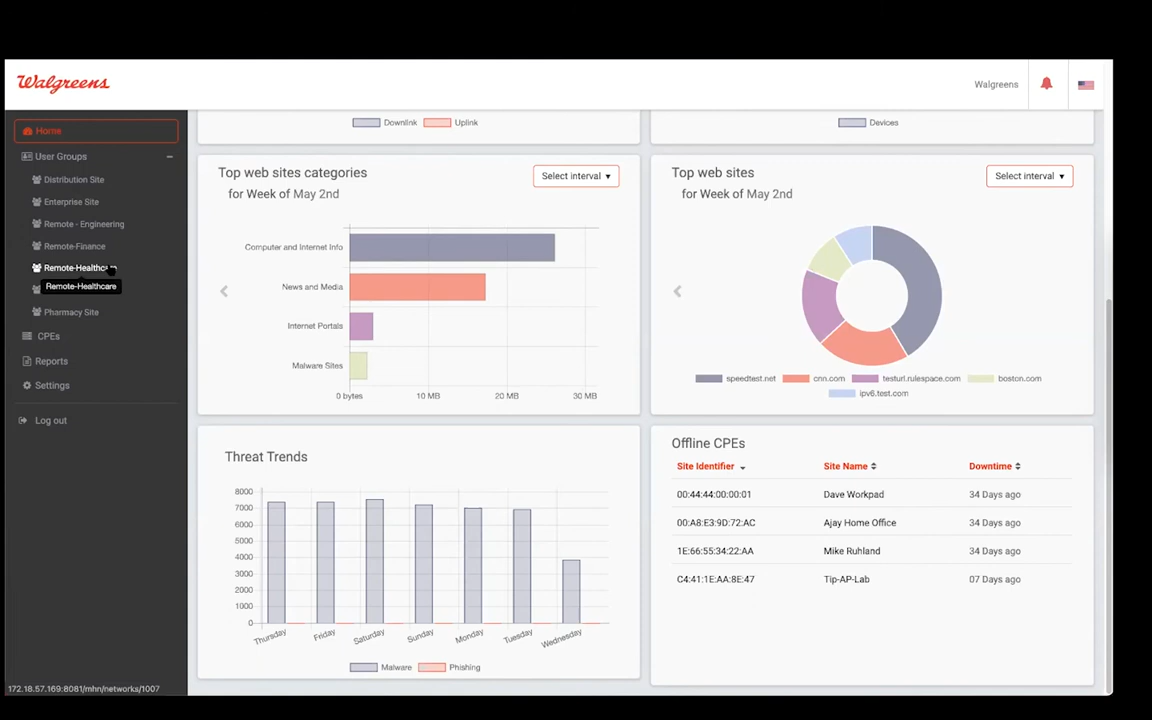 Walgreens
Walgreens
Home
User Groups
Distribution Site
Enterprise Site
Remote - Engineering
Remote-Finance
Remote-Healthc
Remote-Healthcare
Pharmacy Site
CPEs
Reports
Settings
Log out
172.18.57.169:8081/mhn/networks/1007
Downlink Uplink
Devices
Top web sites categories
for Week of May 2nd
Select interval
Computer and Internet Info
News and Media
Internet Portals
Malware Sites
0 bytes 10 MB 20 MB 30 MB
Top web sites
for Week of May 2nd
Select interval
speedtest.net cnn.com testurl.rulespace.com boston.com
ipv6.test.com
Threat Trends
8000
7000
6000
5000
4000
3000
2000
1000
0
Thursday Friday Saturday Sunday Monday Tuesday Wednesday
Malware Phishing
Offline CPEs
Site Identifier Site Name Downtime
00:44:44:00:00:01 Dave Workpad 34 Days ago
00:A8:E3:9D:72:AC Ajay Home Office 34 Days ago
1E:66:55:34:22:AA Mike Ruhland 34 Days ago
C4:41:1E:AA:8E:47 Tip-AP-Lab 07 Days ago